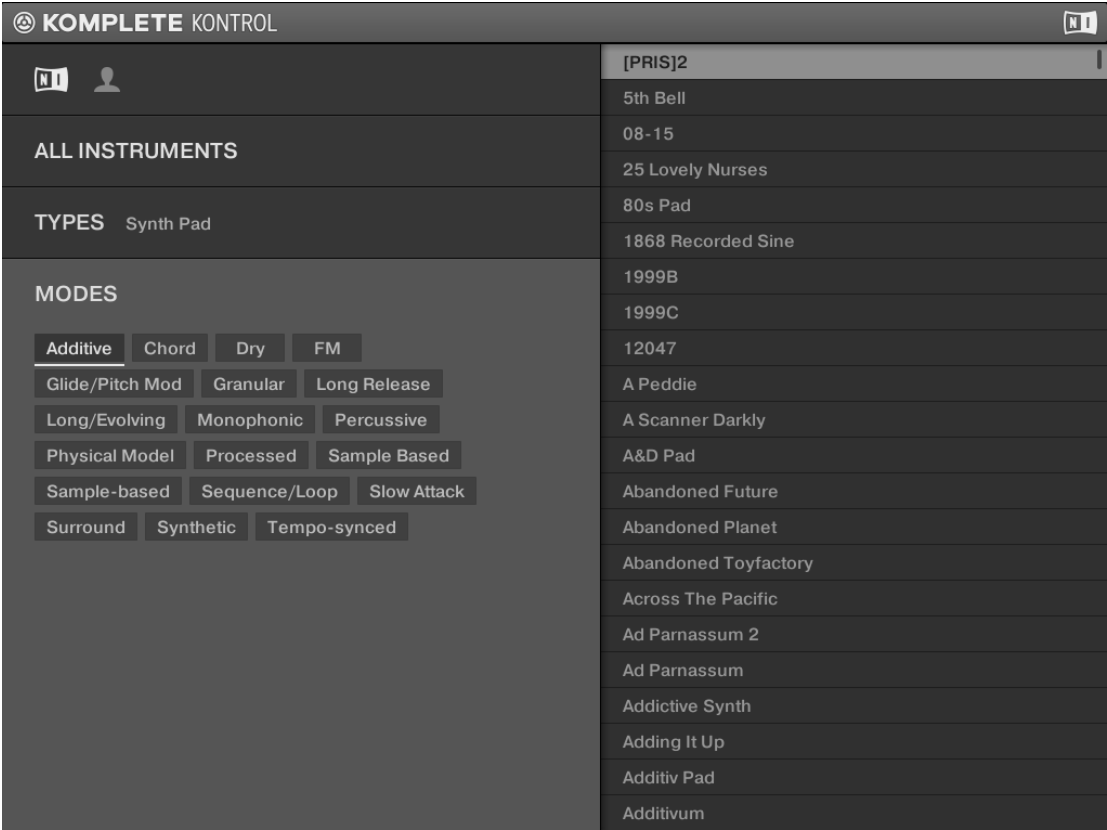 KOMPLETE KONTROL
NI
NI
ALL INSTRUMENTS
TYPES Synth Pad
MODES
Additive Chord Dry FM
Glide/Pitch Mod Granular Long Release
Long/Evolving Monophonic Percussive
Physical Model Processed Sample Based
Sample-based Sequence/Loop Slow Attack
Surround Synthetic Tempo-synced
[PRIS]2
5th Bell
08-15
25 Lovely Nurses
80s Pad
1868 Recorded Sine
1999B
1999C
12047
A Peddie
A Scanner Darkly
A&D Pad
Abandoned Future
Abandoned Planet
Abandoned Toyfactory
Across The Pacific
Ad Parnassum 2
Ad Parnassum
Addictive Synth
Adding It Up
Additiv Pad
Additivum